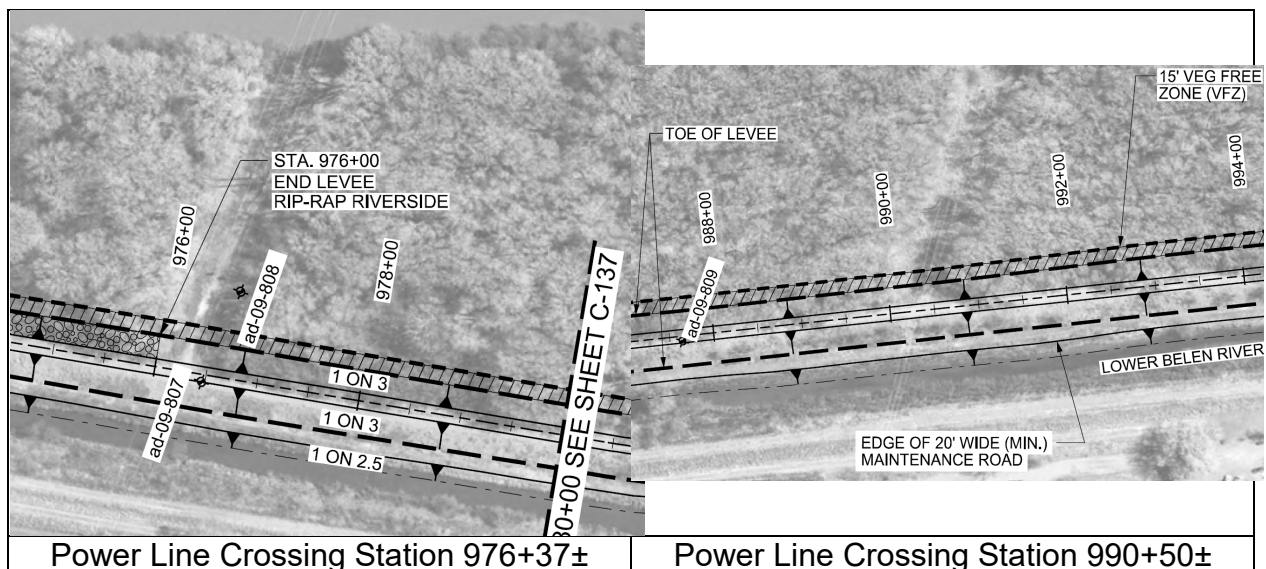 STA. 976+00
END LEVEE
RIP-RAP RIVERSIDE
976+00
978+00
ad-09-808
ad-09-807
1 ON 3
1 ON 3
1 ON 2.5
80+00 SEE SHEET C-137
Power Line Crossing Station 976+37±
15' VEG FREE
ZONE (VFZ)
TOE OF LEVEE
988+00
990+00
992+00
994+00
ad-09-809
LOWER BELEN RIVER
EDGE OF 20' WIDE (MIN.)
MAINTENANCE ROAD
Power Line Crossing Station 990+50±